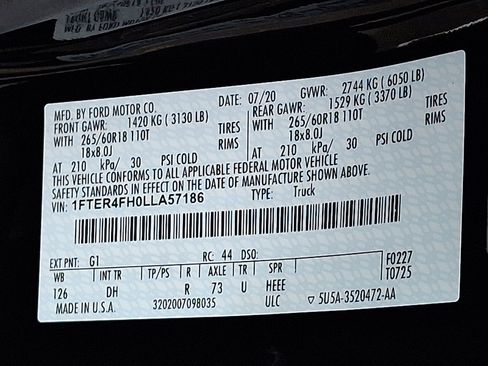 MFD. BY FORD MOTOR CO.
DATE: 07/20 GVWR: 2744 KG (6050 LB)
FRONT GAWR: 1420 KG (3130 LB) REAR GAWR: 1529 KG (3370 LB)
WITH 265/60R18 110T TIRES WITH 265/60R18 110T TIRES
18x8.0J RIMS 18x8.0J RIMS
AT 210 kPa/ 30 PSI COLD AT 210 kPa/ 30 PSI COLD
THIS VEHICLE CONFORMS TO ALL APPLICABLE FEDERAL MOTOR VEHICLE
SAFETY STANDARDS IN EFFECT ON THE DATE OF MANUFACTURE SHOWN ABOVE.
VIN: 1FTER4FH0LLA57186 TYPE: Truck
EXT PNT: G1 RC: 44 DSO: F0227
WB INT TR TP/PS R AXLE TR SPR T0725
126 DH R 73 U HEEE
MADE IN U.S.A. 3202007098035 ULC ▽ 5U5A-3520472-AA